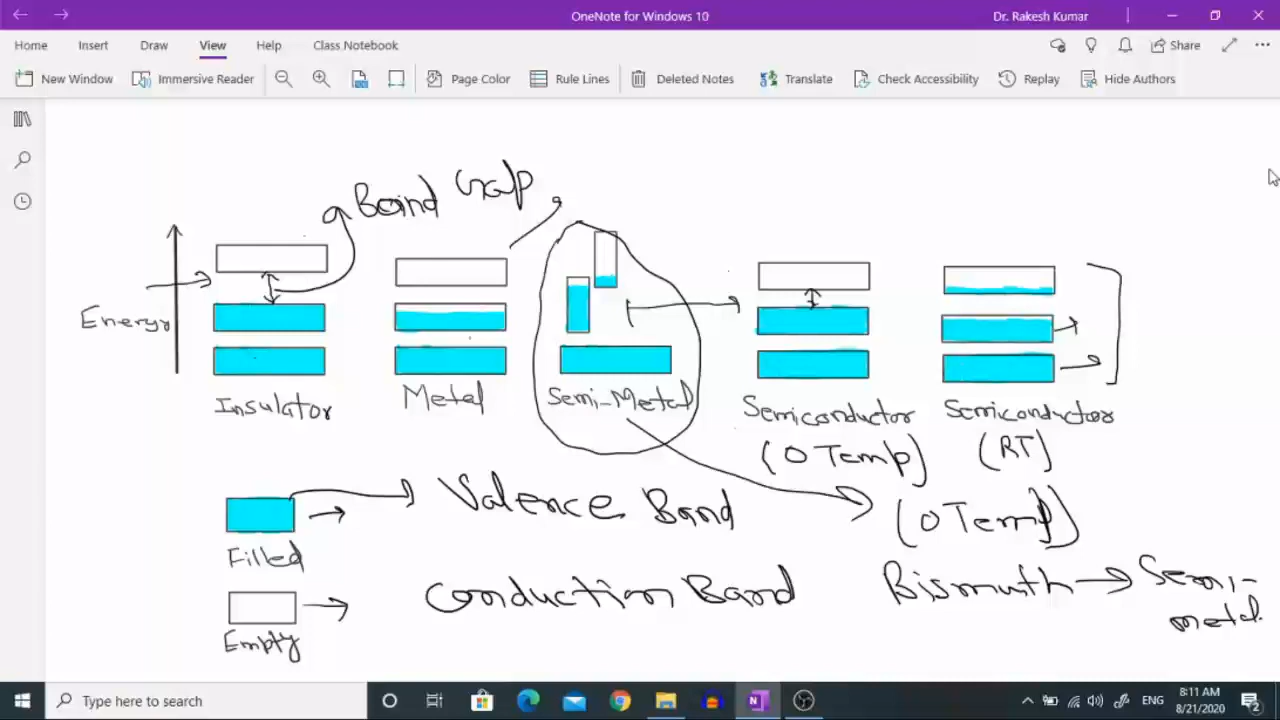 OneNote for Windows 10
Dr. Rakesh Kumar
Home Insert Draw View Help Class Notebook
Share
New Window Immersive Reader Page Color Rule Lines Deleted Notes Translate Check Accessibility Replay Hide Authors
Band Gap
Energy
Insulator
Metal
Semi-Metal
Semiconductor
(0 Temp)
Semiconductor
(RT)
Filled
Valence Band
(0 Temp)
Empty
Conduction Band
Bismuth → Semi-
metal.
Type here to search
ENG
8:11 AM
8/21/2020
2